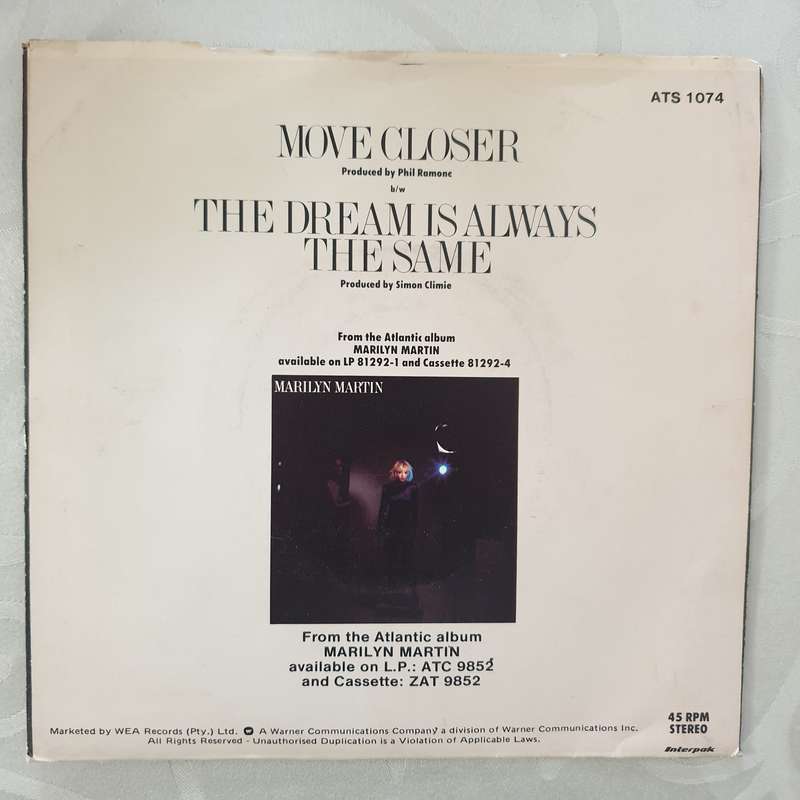 ATS 1074
MOVE CLOSER
Produced by Phil Ramone
b/w
THE DREAM IS ALWAYS
THE SAME
Produced by Simon Climie
From the Atlantic album
MARILYN MARTIN
available on LP 81292-1 and Cassette 81292-4
MARILYN MARTIN
From the Atlantic album
MARILYN MARTIN
available on L.P.: ATC 9852
and Cassette: ZAT 9852
45 RPM
STEREO
Marketed by WEA Records (Pty.) Ltd. A Warner Communications Company a division of Warner Communications Inc.
All Rights Reserved - Unauthorised Duplication is a Violation of Applicable Laws.
Interpak